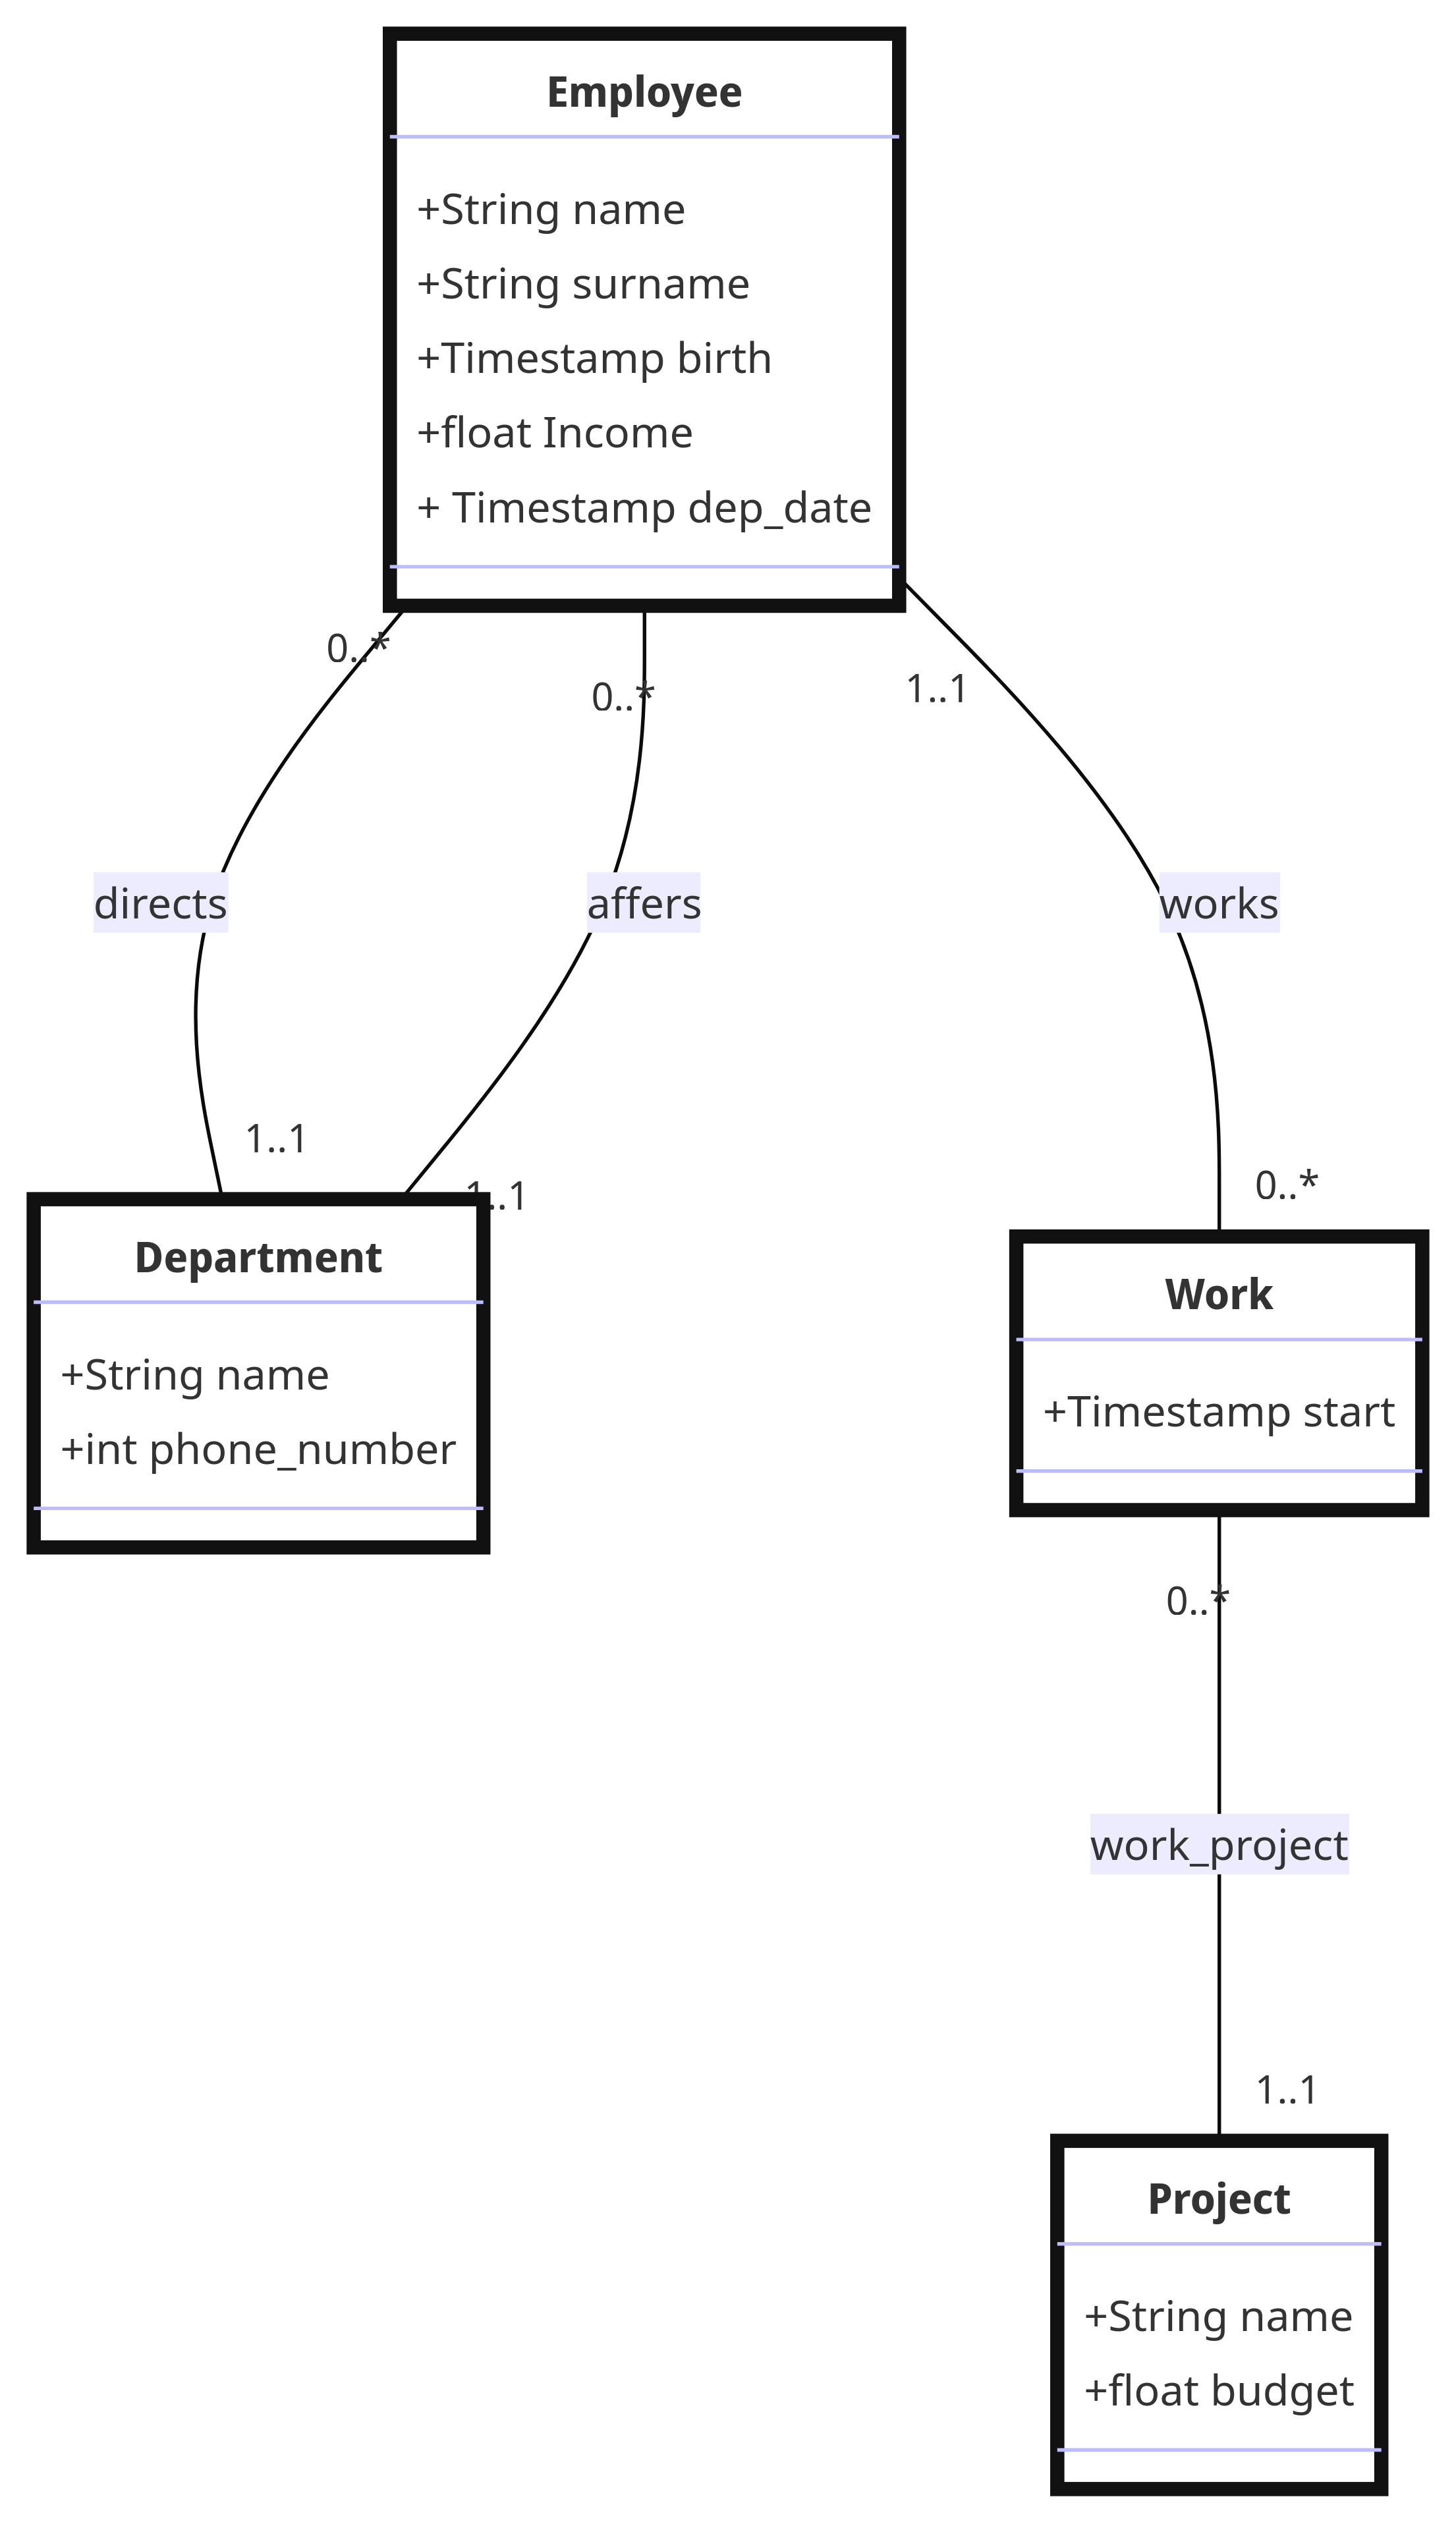 Employee
+String name
+String surname
+Timestamp birth
+float Income
+ Timestamp dep_date
0..*
0..*
1..1
directs
affers
works
1..1
1..1
0..*
Department
+String name
+int phone_number
Work
+Timestamp start
0..*
work_project
1..1
Project
+String name
+float budget